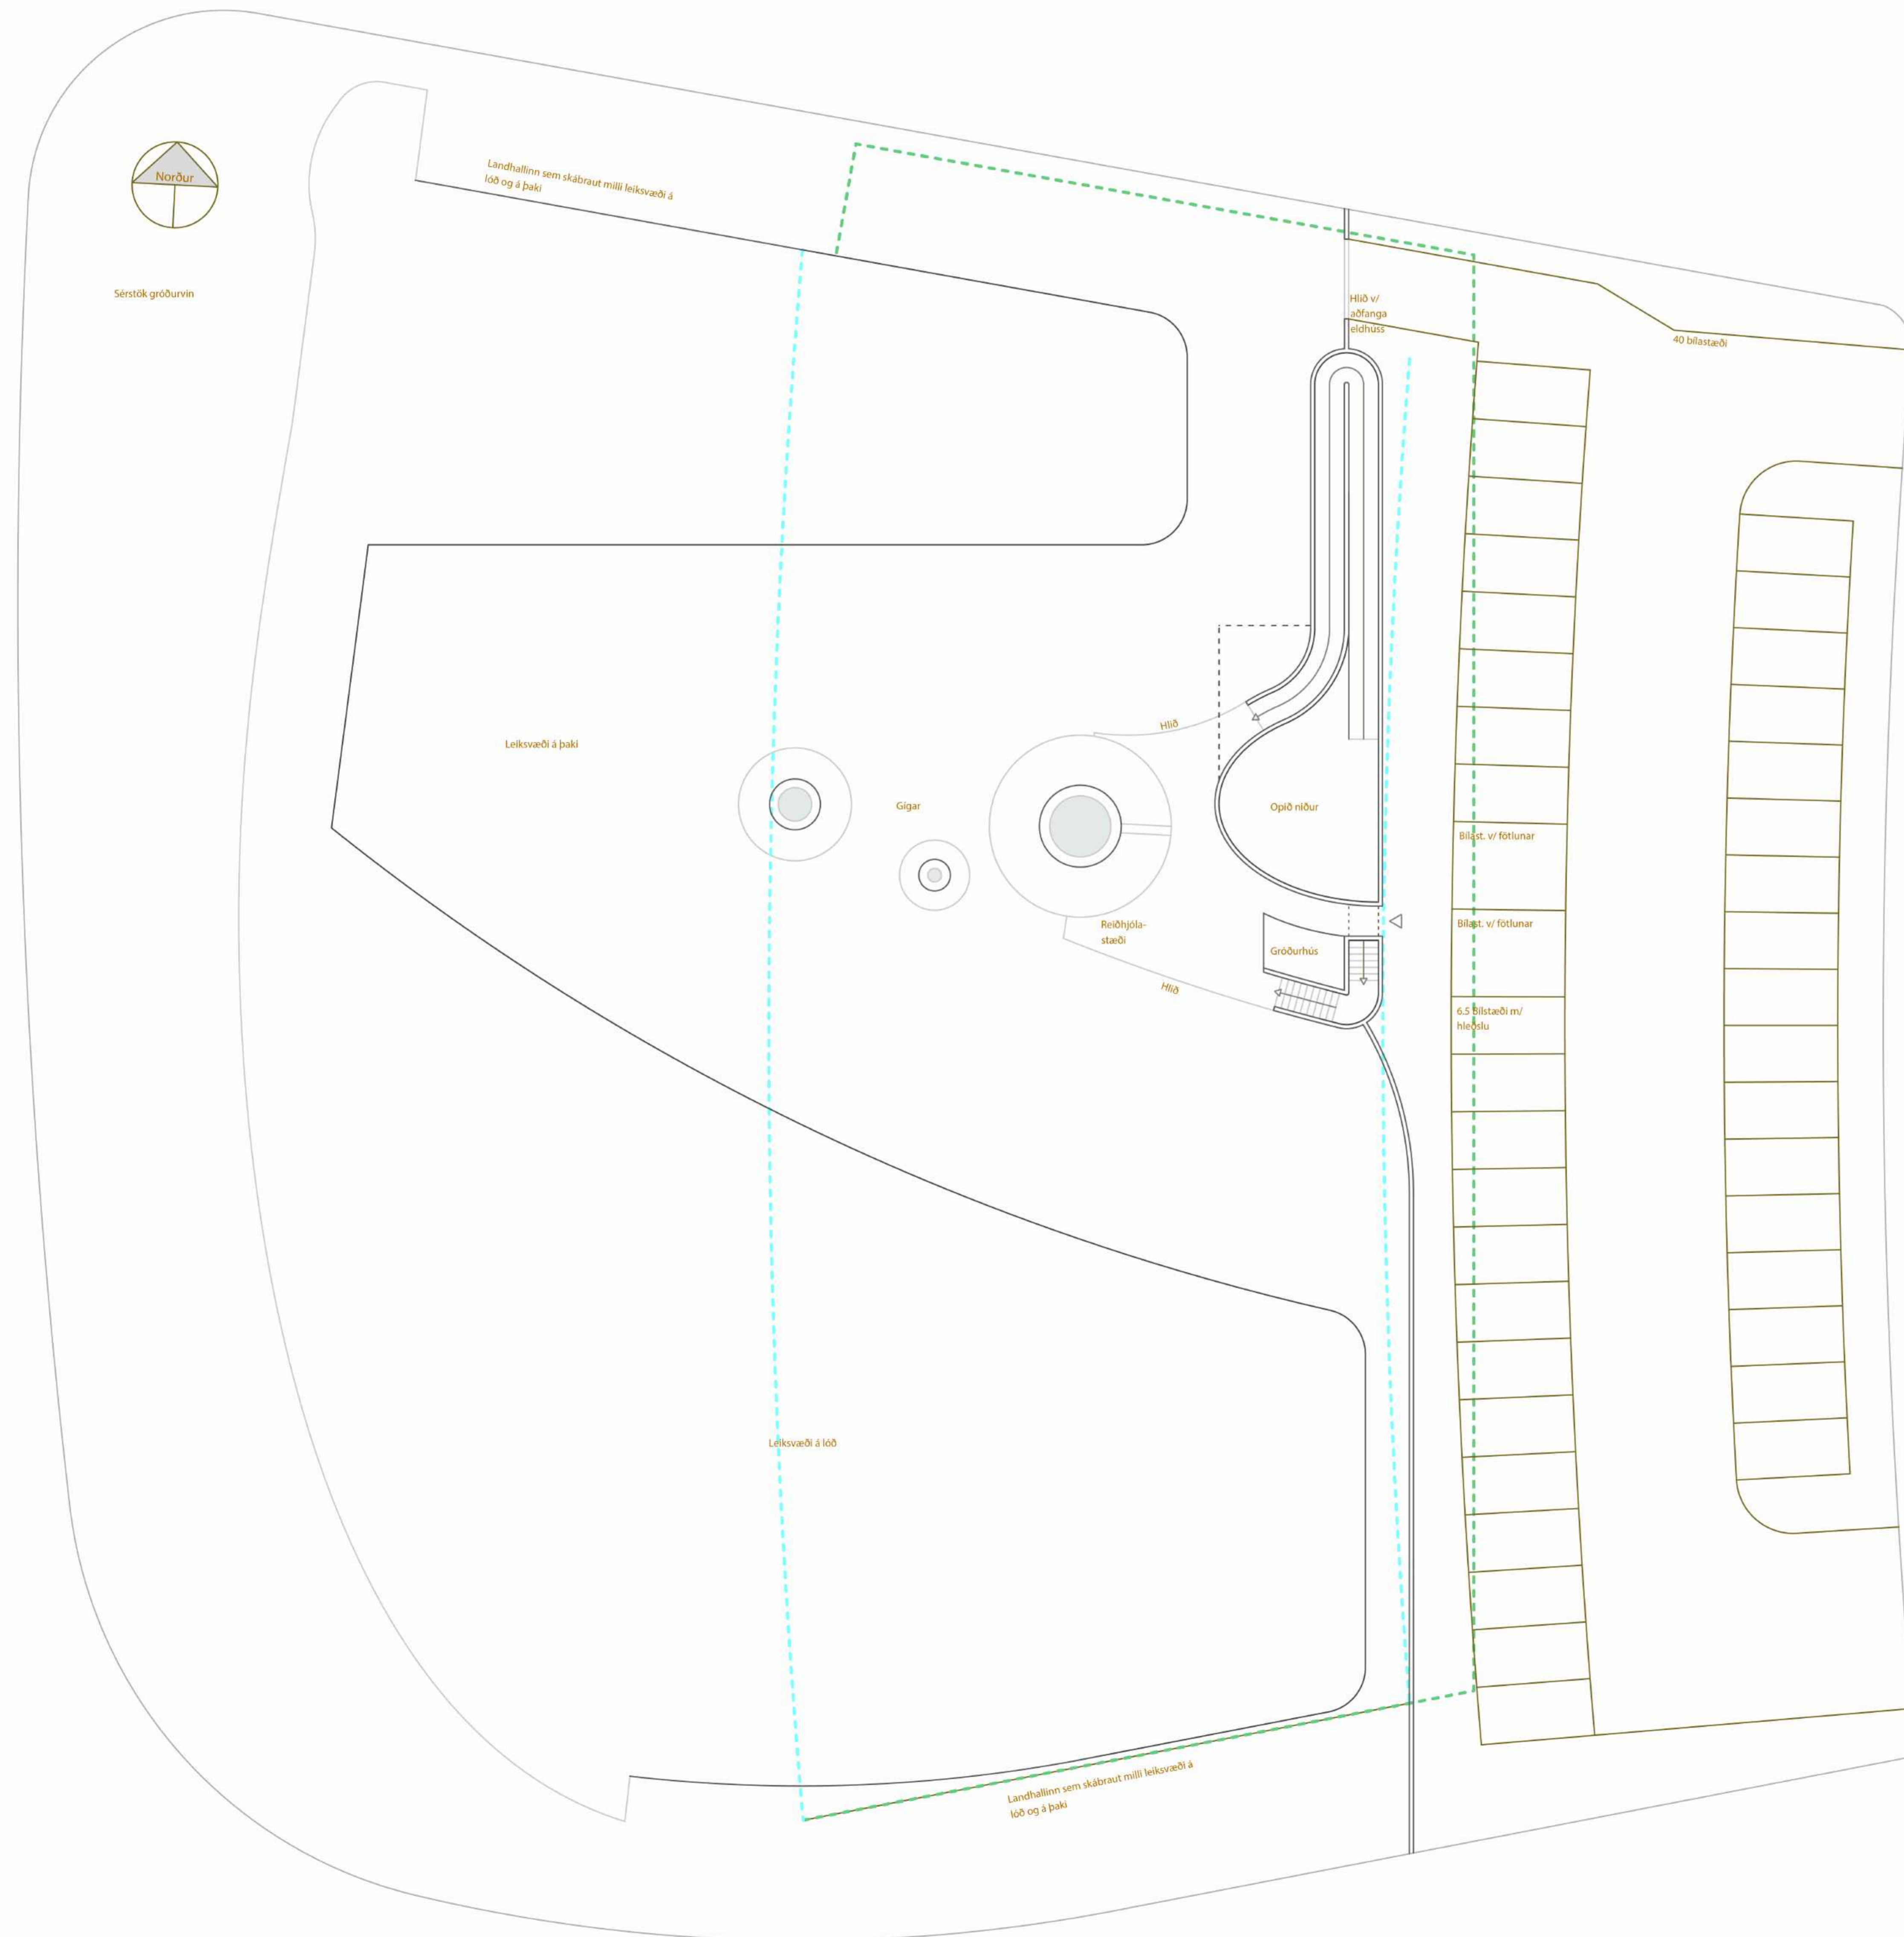 Norður
Landhallinn sem skábraut milli leiksvæði á
lóð og á þaki
Sérstök gróðurvin
Hlið v/
aðfanga
eldhúss
40 bílastæði
Hlið
Leiksvæði á þaki
Gígar
Opið niður
Bílast. v/ fötlunar
Reiðhjóla-
stæði
Bílast. v/ fötlunar
Gróðurhús
Hlið
6.5 Bílstæði m/
hleðslu
Leiksvæði á lóð
Landhallinn sem skábraut milli leiksvæði á
lóð og á þaki